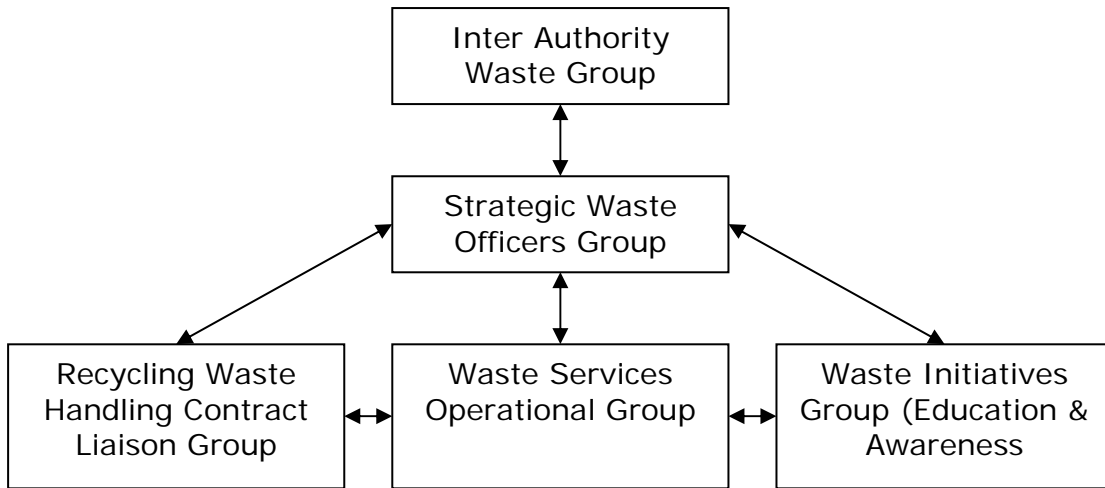 Inter Authority
Waste Group
Strategic Waste
Officers Group
Recycling Waste
Handling Contract
Liaison Group
Waste Services
Operational Group
Waste Initiatives
Group (Education &
Awareness